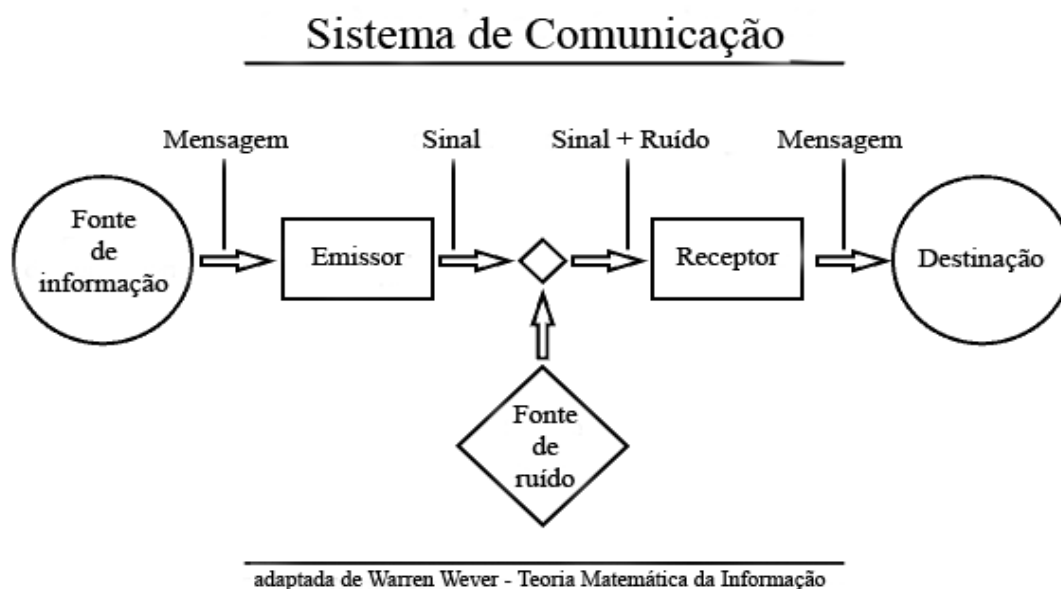 Sistema de Comunicação
Mensagem
Sinal
Sinal + Ruído
Mensagem
Fonte
de
informação
Emissor
Receptor
Destinação
Fonte
de
ruído
adaptada de Warren Wever - Teoria Matemática da Informação